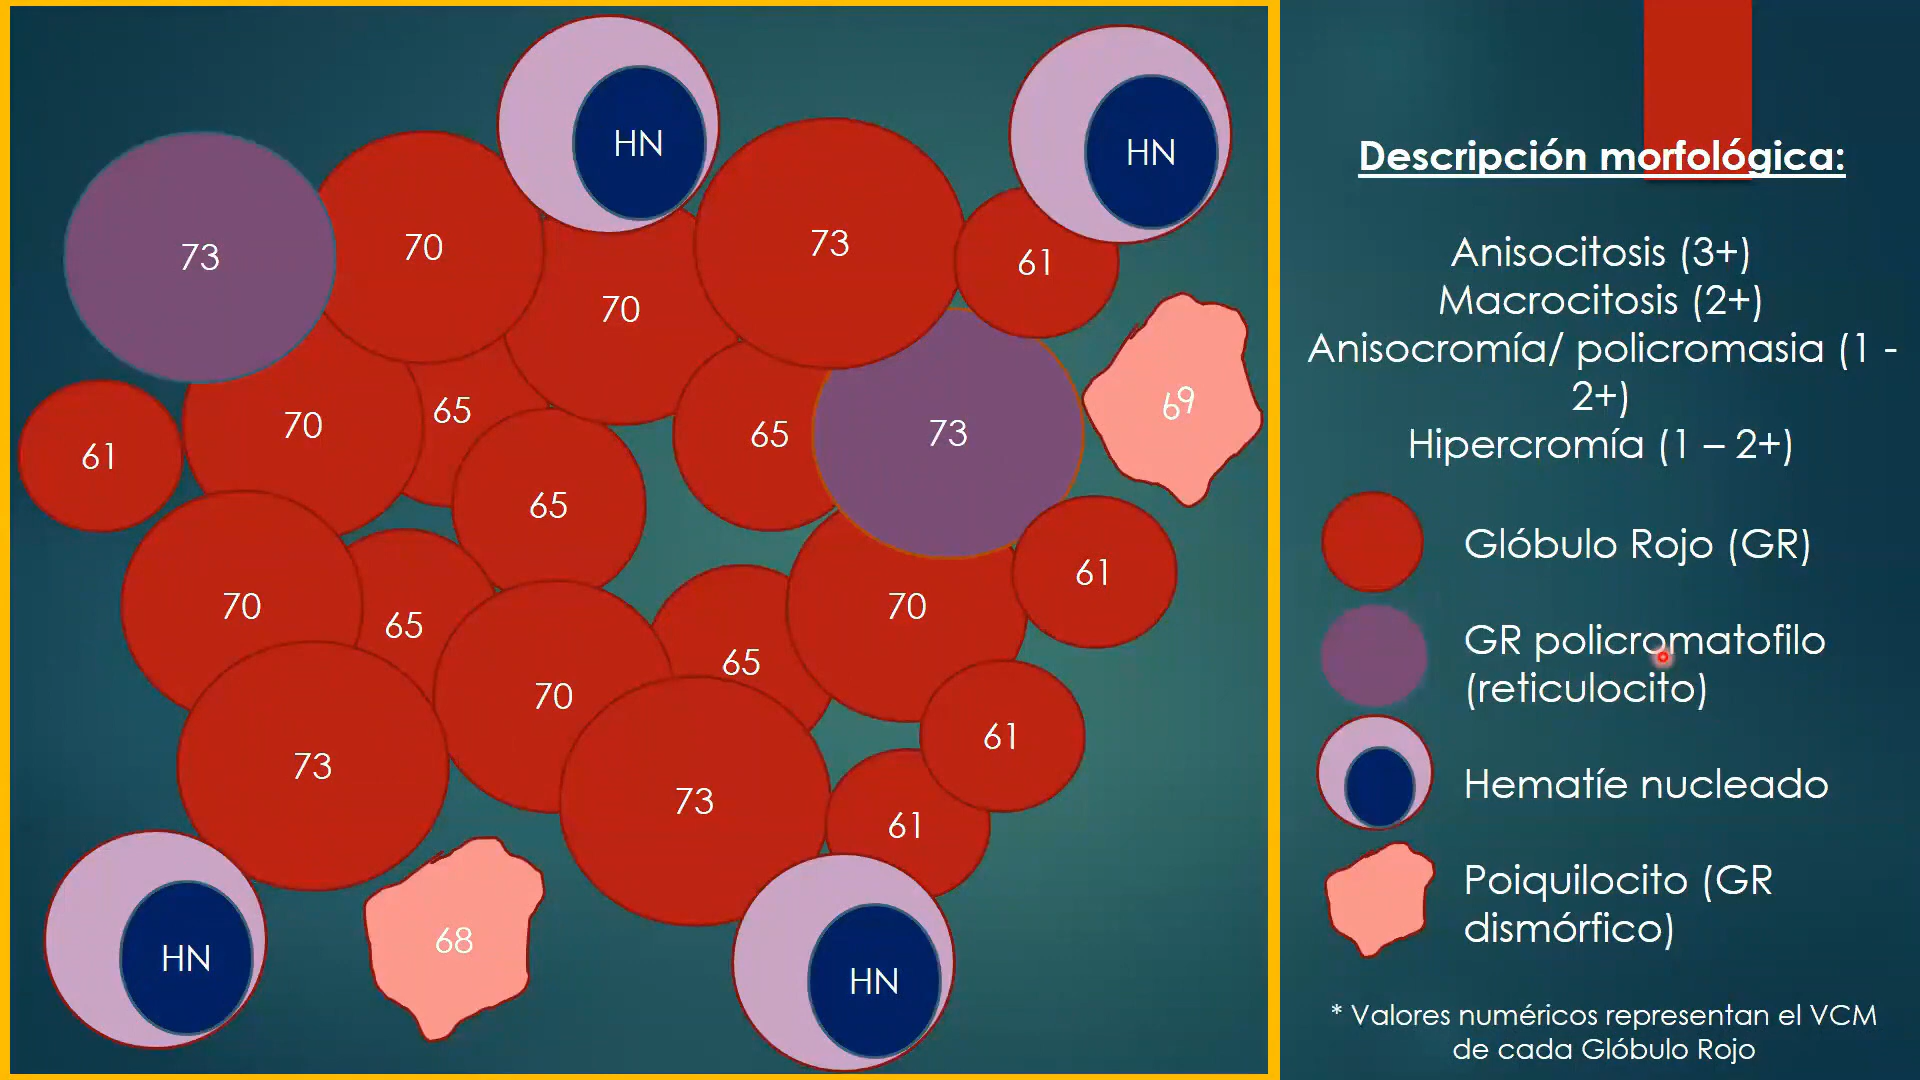 HN
HN
73
70
70
73
61
61
70
65
65
73
69
65
70
65
70
65
70
61
73
73
61
61
HN
68
HN
Descripción morfológica:
Anisocitosis (3+)
Macrocitosis (2+)
Anisocromía/ policromasia (1 -
2+)
Hipercromía (1 – 2+)
Glóbulo Rojo (GR)
GR policromatofilo
(reticulocito)
Hematíe nucleado
Poiquilocito (GR
dismórfico)
* Valores numéricos representan el VCM
de cada Glóbulo Rojo